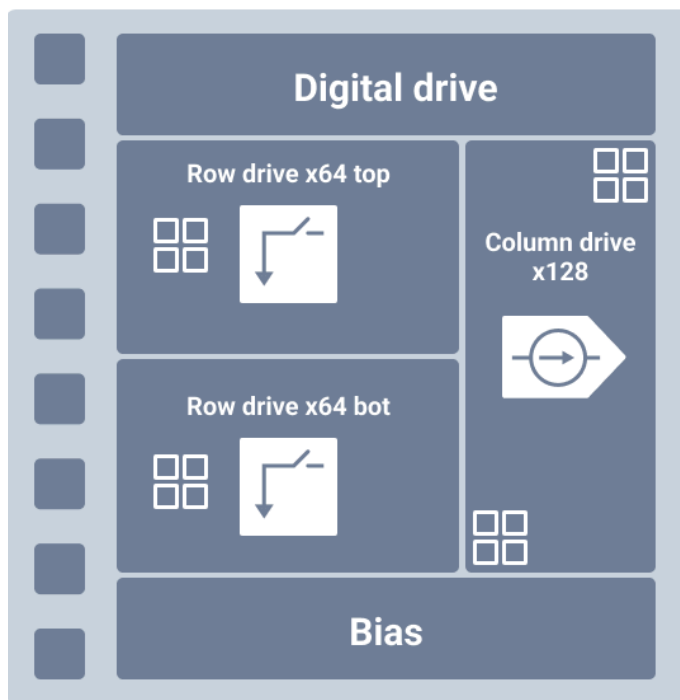 Digital drive
Row drive x64 top
Column drive
x128
Row drive x64 bot
Bias